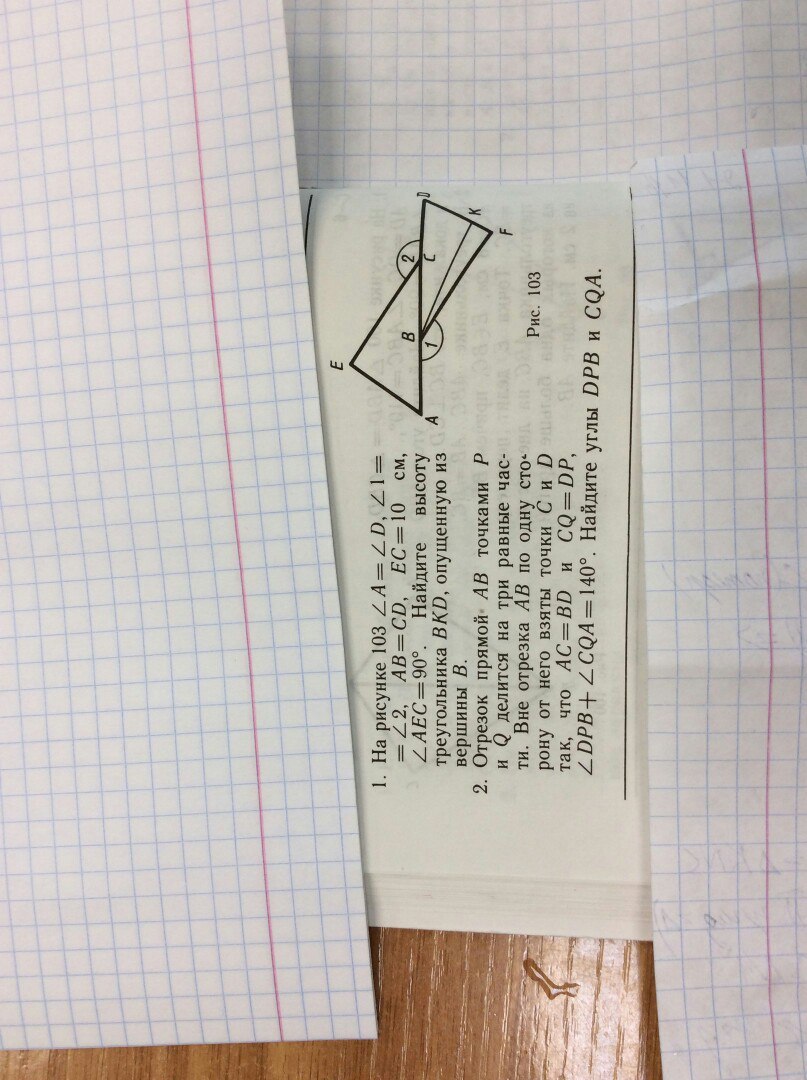 1. На рисунке 103 ∠A=∠D, ∠1=
=∠2, AB=CD, EC=10 см,
∠AEC=90°. Найдите высоту
треугольника BKD, опущенную из
вершины B.
2. Отрезок прямой AB точками P
и Q делится на три равные час-
ти. Вне отрезка AB по одну сто-
рону от него взяты точки C и D
так, что AC=BD и CQ=DP,
∠DPB+∠CQA=140°. Найдите углы DPB и CQA.
E
A
B
1
2
C
D
K
F
Рис. 103